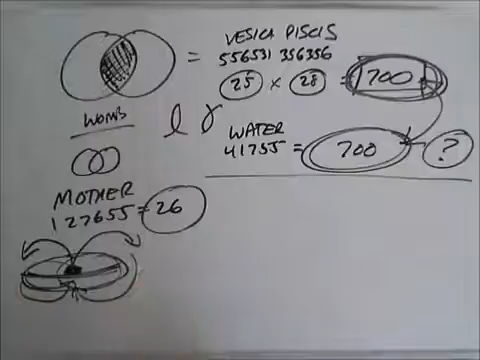 VESICA PISCIS
= 556531 356356
25 × 28 = 700
WOMB
WATER
41755 = 700 ?
MOTHER
127655 = 26